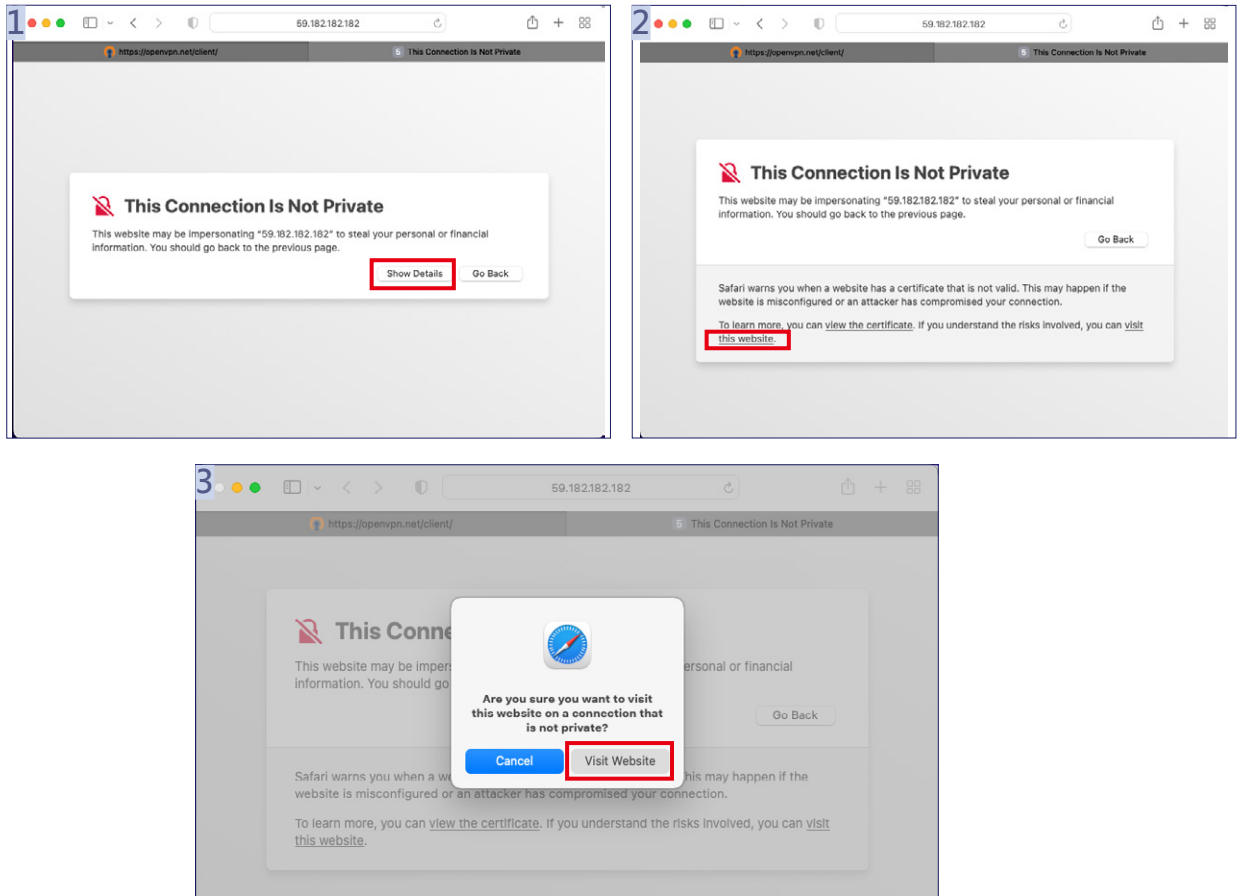 1
59.182.182.182
https://openvpn.net/client/
5 This Connection Is Not Private
This Connection Is Not Private
This website may be impersonating "59.182.182.182" to steal your personal or financial
information. You should go back to the previous page.
Show Details
Go Back
2
59.182.182.182
https://openvpn.net/client/
5 This Connection Is Not Private
This Connection Is Not Private
This website may be impersonating "59.182.182.182" to steal your personal or financial
information. You should go back to the previous page.
Go Back
Safari warns you when a website has a certificate that is not valid. This may happen if the
website is misconfigured or an attacker has compromised your connection.
To learn more, you can view the certificate. If you understand the risks involved, you can visit
this website.
3
59.182.182.182
https://openvpn.net/client/
5 This Connection Is Not Private
This Conne
This website may be imper
ersonal or financial
information. You should go
Go Back
Are you sure you want to visit
this website on a connection that
is not private?
Cancel
Visit Website
Safari warns you when a we
his may happen if the
website is misconfigured or an attacker has compromised your connection.
To learn more, you can view the certificate. If you understand the risks involved, you can visit
this website.